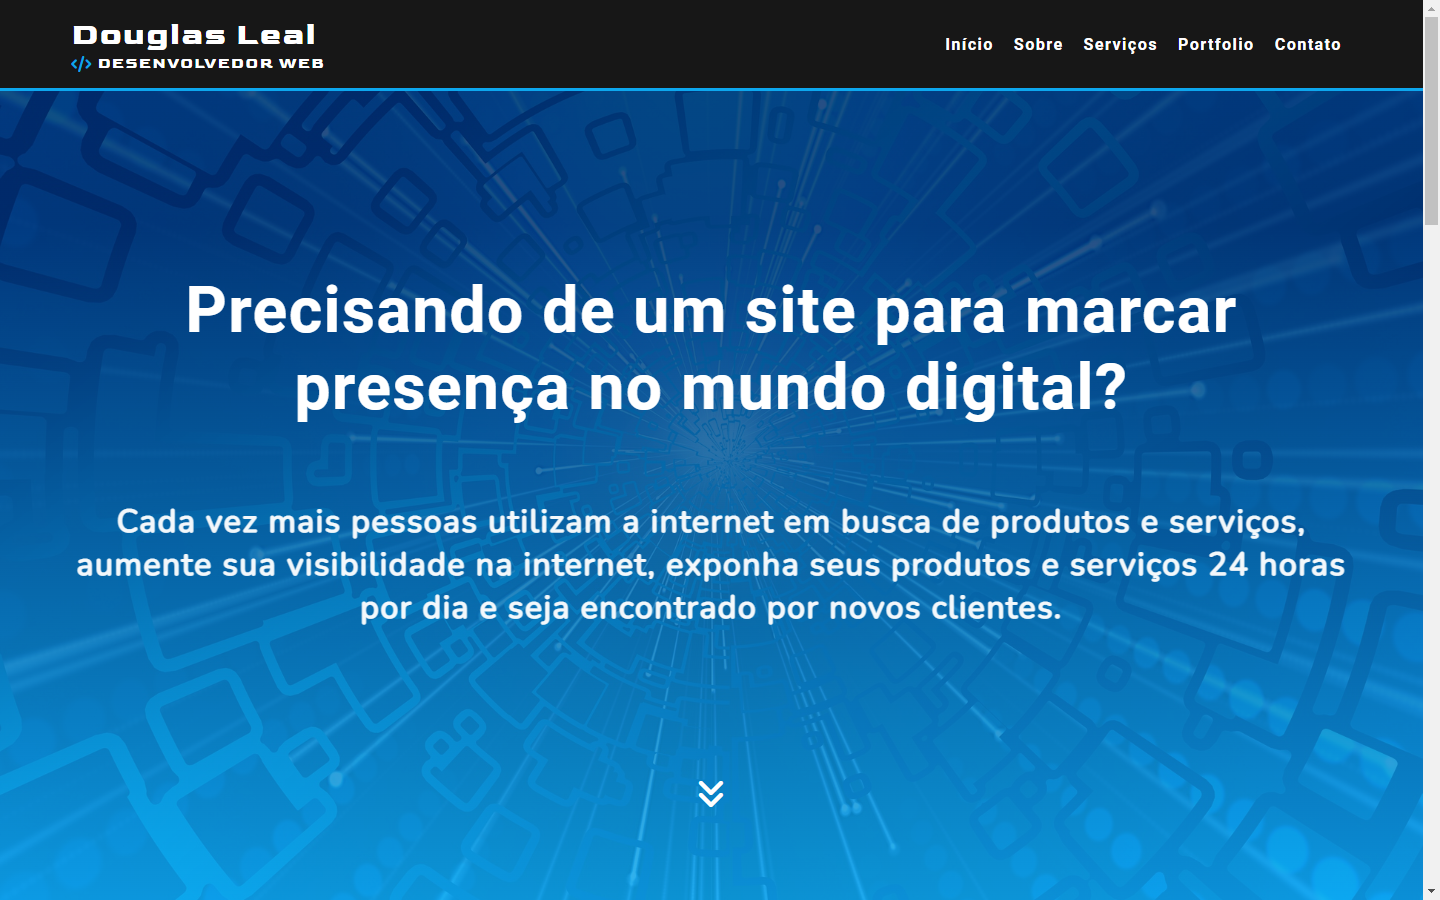 Douglas Leal
</> DESENVOLVEDOR WEB
Início Sobre Serviços Portfolio Contato
Precisando de um site para marcar
presença no mundo digital?
Cada vez mais pessoas utilizam a internet em busca de produtos e serviços,
aumente sua visibilidade na internet, exponha seus produtos e serviços 24 horas
por dia e seja encontrado por novos clientes.